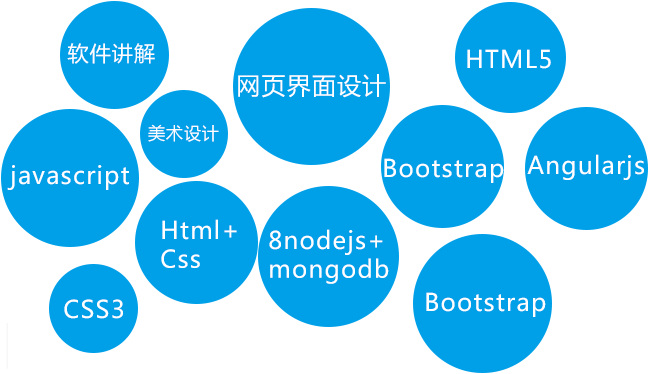 软件讲解
网页界面设计
HTML5
美术设计
javascript
Bootstrap
Angularjs
Html+
Css
8nodejs+
mongodb
CSS3
Bootstrap